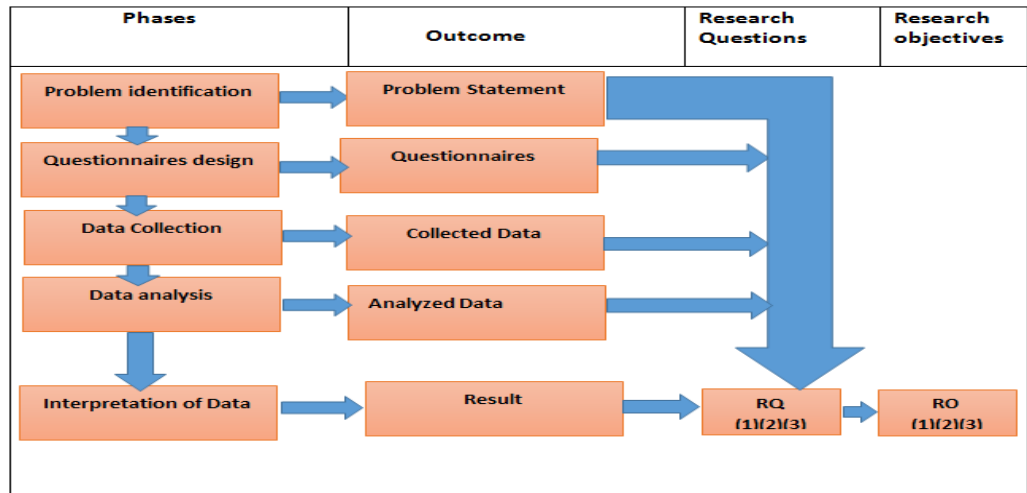 Phases
Outcome
Research
Questions
Research
objectives
Problem identification
Problem Statement
Questionnaires design
Questionnaires
Data Collection
Collected Data
Data analysis
Analyzed Data
Interpretation of Data
Result
RQ
(1)(2)(3)
RO
(1)(2)(3)